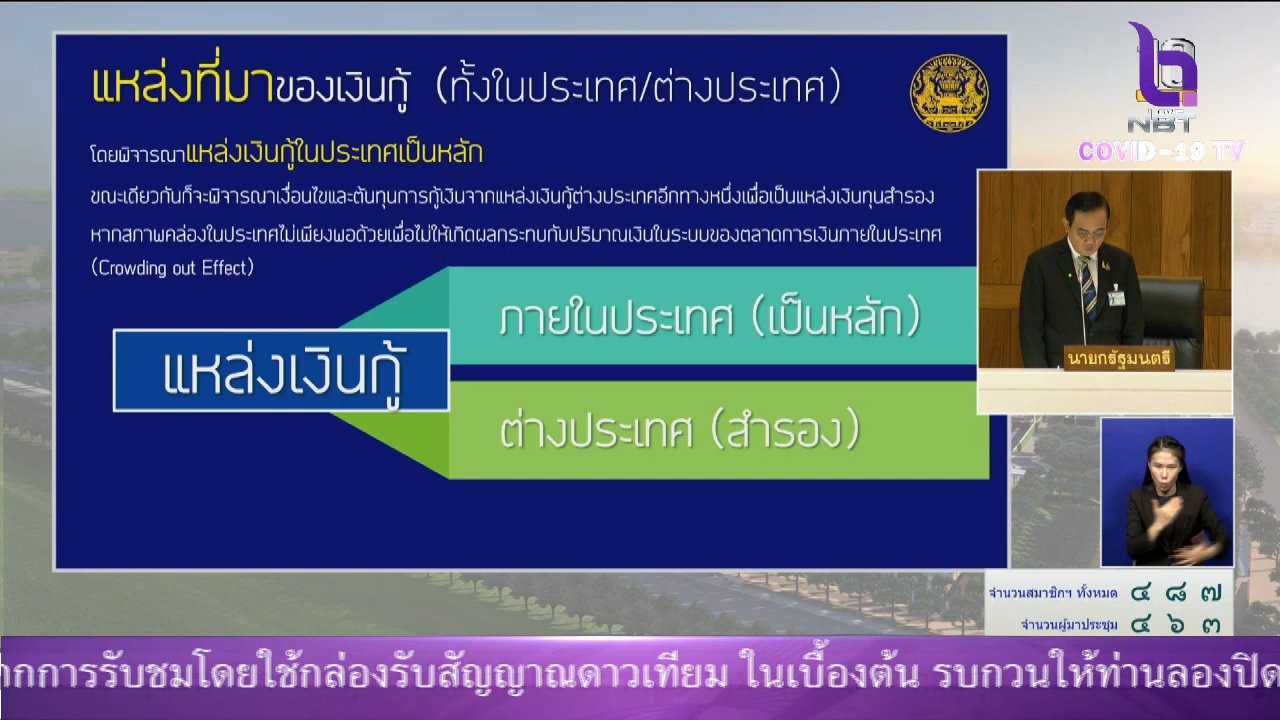 แหล่งที่มาของเงินกู้ (ทั้งในประเทศ/ต่างประเทศ)
โดยพิจารณาแหล่งเงินกู้ในประเทศเป็นหลัก
ขณะเดียวกันก็จะพิจารณาเงื่อนไขและต้นทุนการกู้เงินจากแหล่งเงินกู้ต่างประเทศอีกทางหนึ่งเพื่อเป็นแหล่งเงินทุนสำรอง
หากสภาพคล่องในประเทศไม่เพียงพอด้วยเพื่อไม่ให้เกิดผลกระทบกับปริมาณเงินในระบบของตลาดการเงินภายในประเทศ
(Crowding out Effect)
แหล่งเงินกู้
ภายในประเทศ (เป็นหลัก)
ต่างประเทศ (สำรอง)
NBT
COVID-19 TV
นายกรัฐมนตรี
จำนวนสมาชิกฯ ทั้งหมด ๔ ๘ ๗
จำนวนผู้มาประชุม ๔ ๖ ๓
ากการรับชมโดยใช้กล่องรับสัญญาณดาวเทียม ในเบื้องต้น รบกวนให้ท่านลองปิด